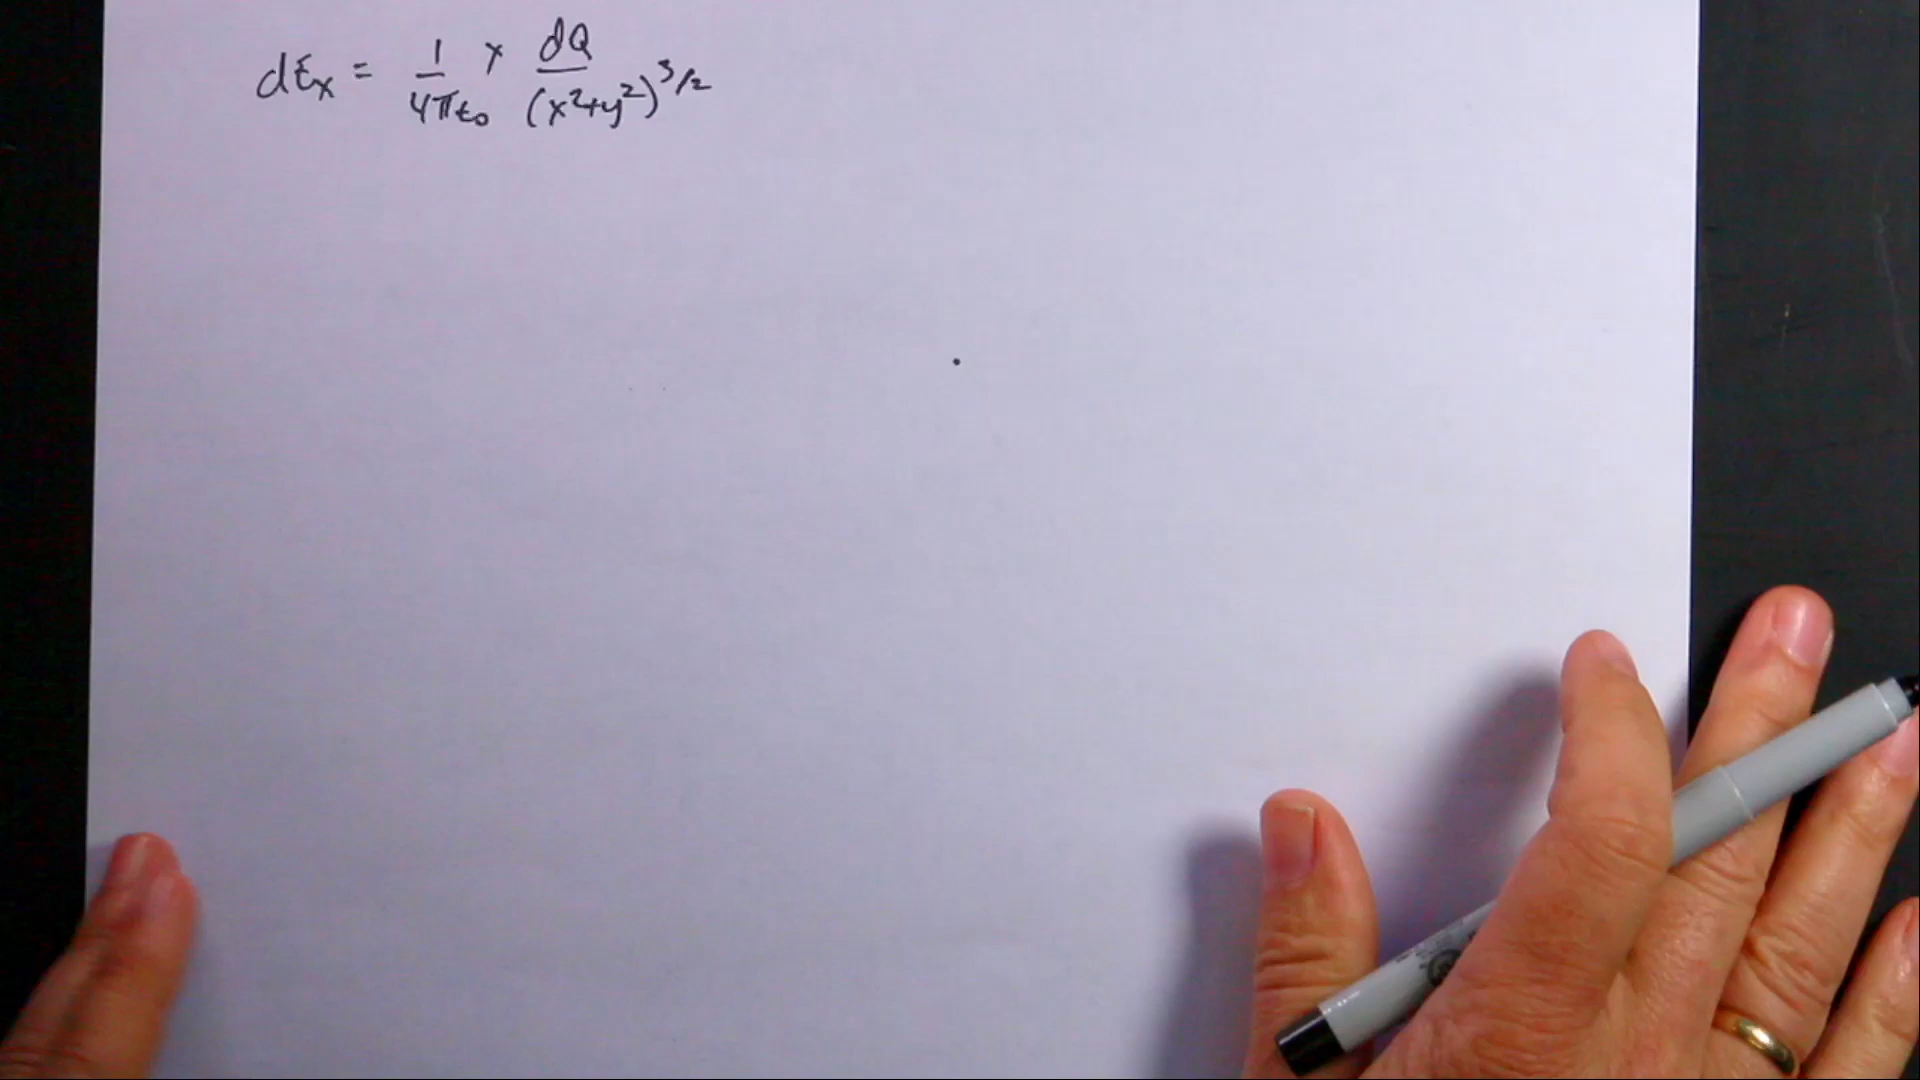 dEx = 1/4πε₀ x dQ/(x²+y²)^3/2